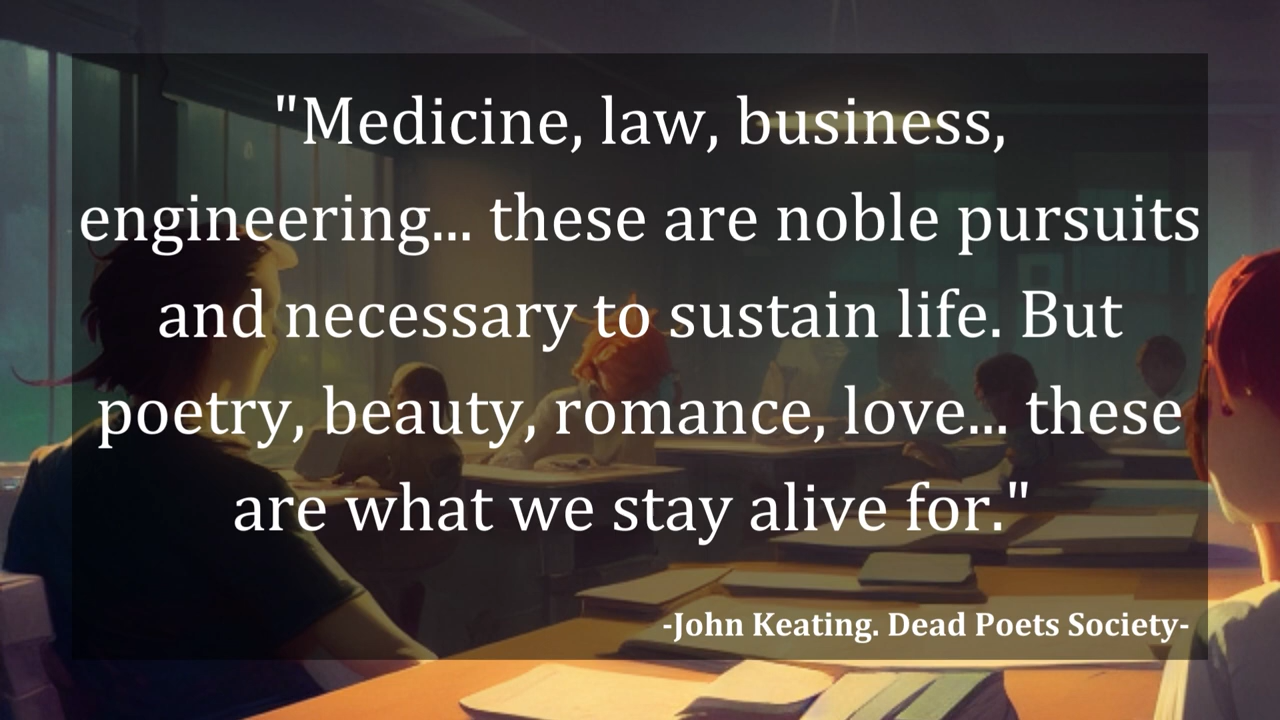 "Medicine, law, business,
engineering... these are noble pursuits
and necessary to sustain life. But
poetry, beauty, romance, love... these
are what we stay alive for."
-John Keating. Dead Poets Society-